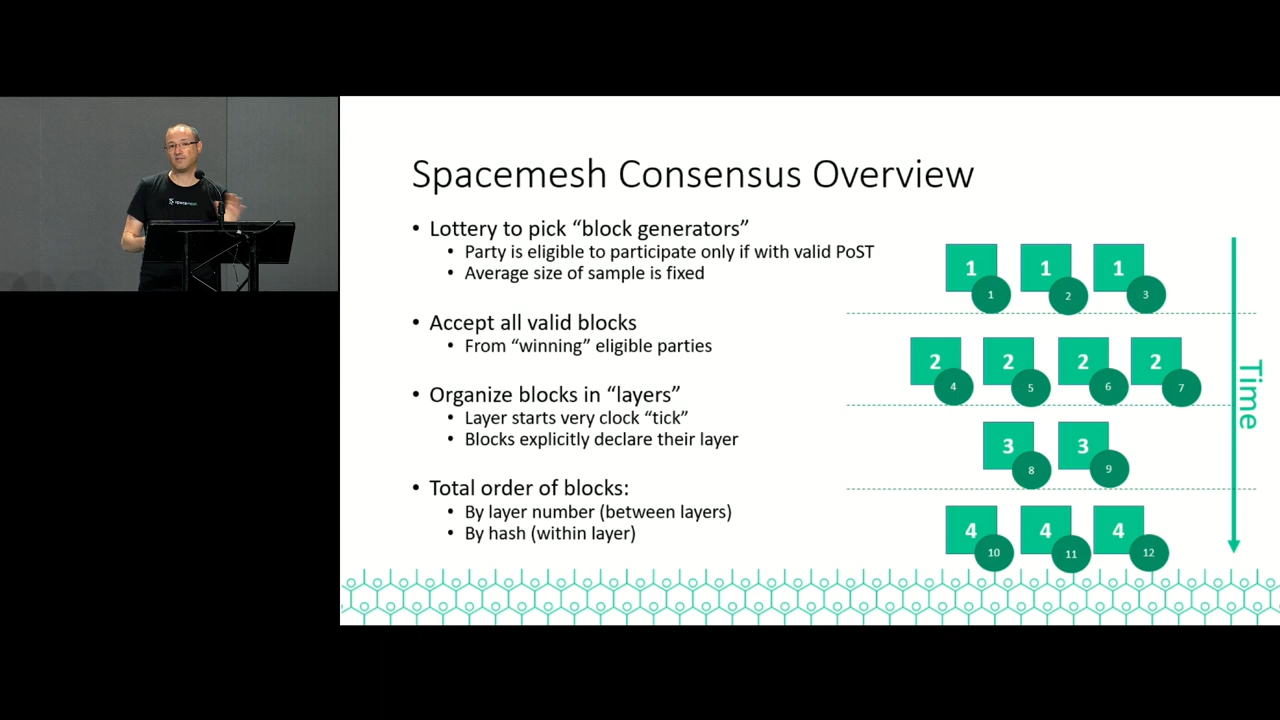 spacemesh
Spacemesh Consensus Overview
• Lottery to pick “block generators”
• Party is eligible to participate only if with valid PoST
• Average size of sample is fixed
• Accept all valid blocks
• From “winning” eligible parties
• Organize blocks in “layers”
• Layer starts very clock “tick”
• Blocks explicitly declare their layer
• Total order of blocks:
• By layer number (between layers)
• By hash (within layer)
1 1 1
1 2 3
2 2 2 2
4 5 6 7
3 3
8 9
4 4 4
10 11 12
Time